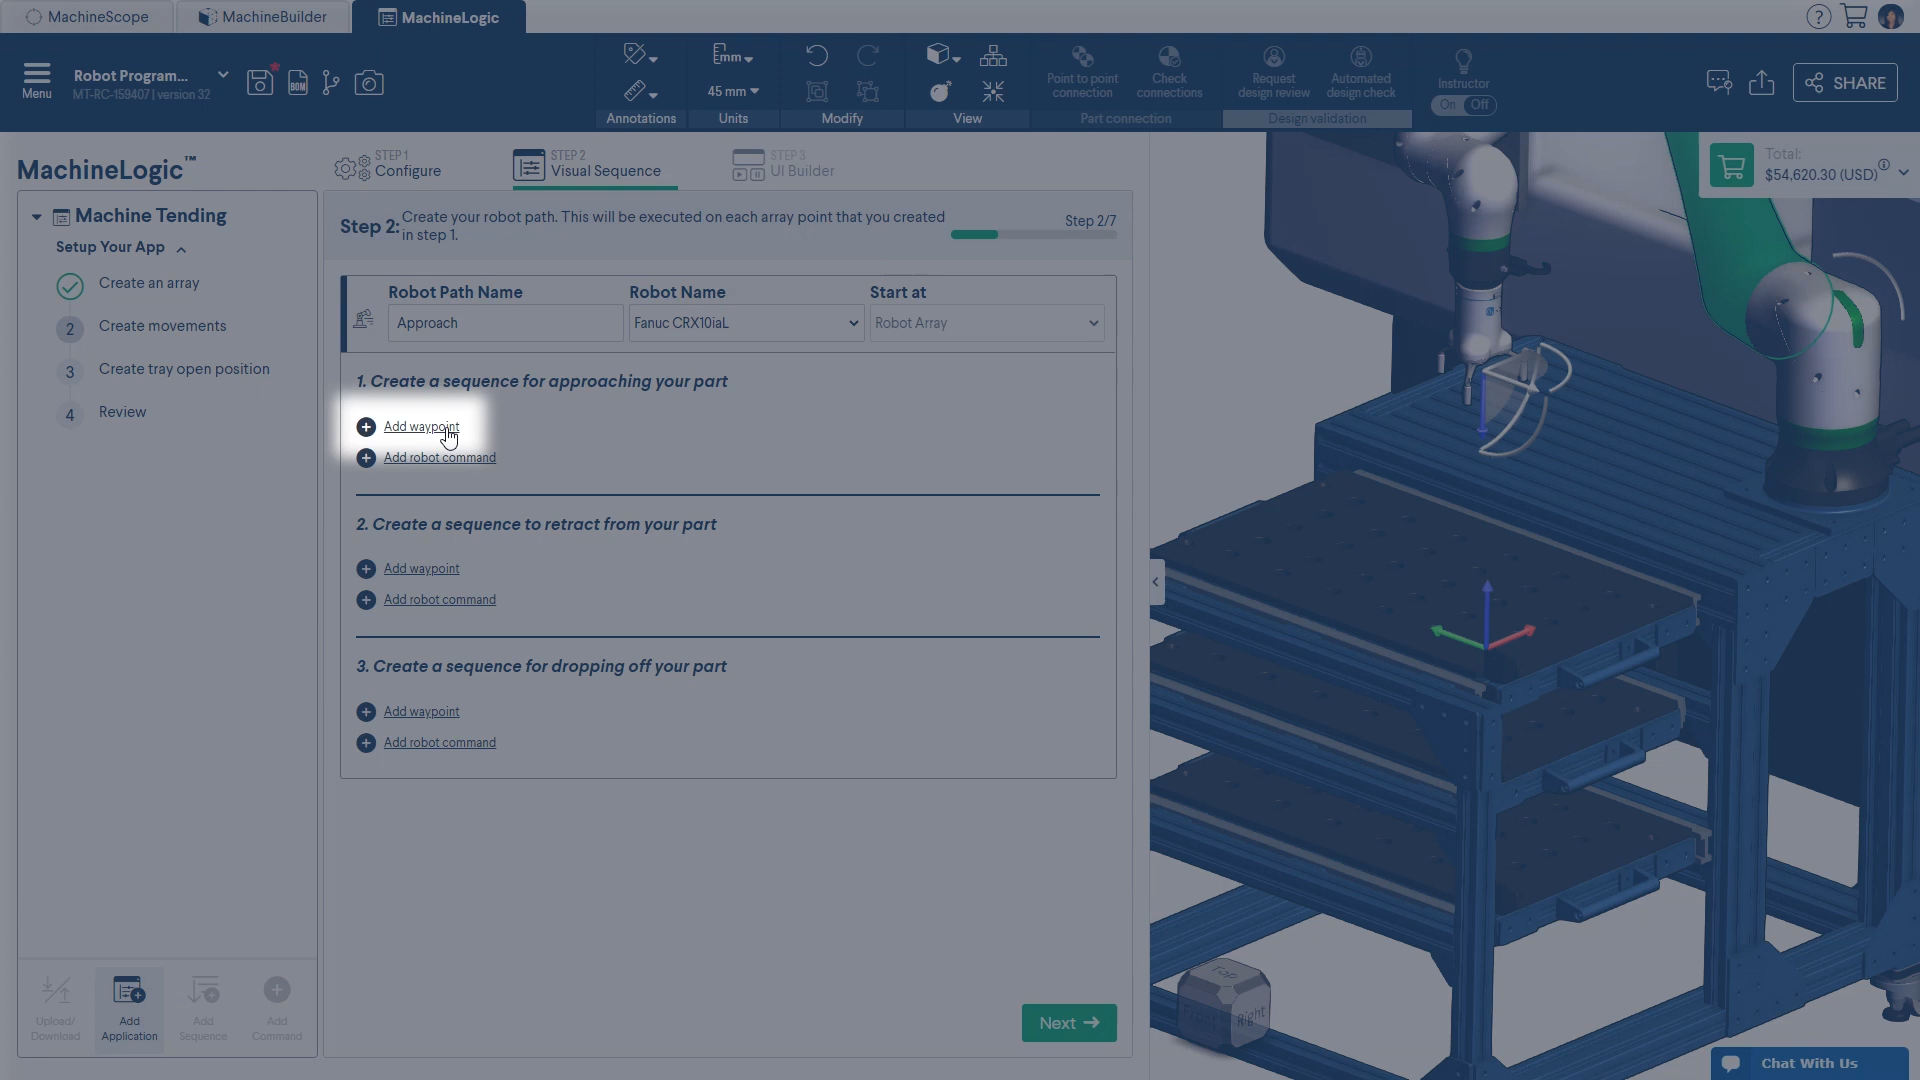 MachineScope
MachineBuilder
MachineLogic
Menu
Robot Program...
MT-RC-159407 | version 32
BOM
mm
45 mm
Annotations
Units
Modify
View
Point to point
connection
Check
connections
Part connection
Request
design review
Automated
design check
Design validation
Instructor
On
Off
SHARE
MachineLogic™
STEP 1
Configure
STEP 2
Visual Sequence
STEP 3
UI Builder
Total:
$54,620.30 (USD)
Machine Tending
Setup Your App
Create an array
2
Create movements
3
Create tray open position
4
Review
Step 2:
Create your robot path. This will be executed on each array point that you created
in step 1.
Step 2/7
Robot Path Name
Robot Name
Start at
Approach
Fanuc CRX10iaL
Robot Array
1. Create a sequence for approaching your part
Add waypoint
Add robot command
2. Create a sequence to retract from your part
Add waypoint
Add robot command
3. Create a sequence for dropping off your part
Add waypoint
Add robot command
Next
Upload/
Download
Add
Application
Add
Sequence
Add
Command
Top
Front
Right
Chat With Us